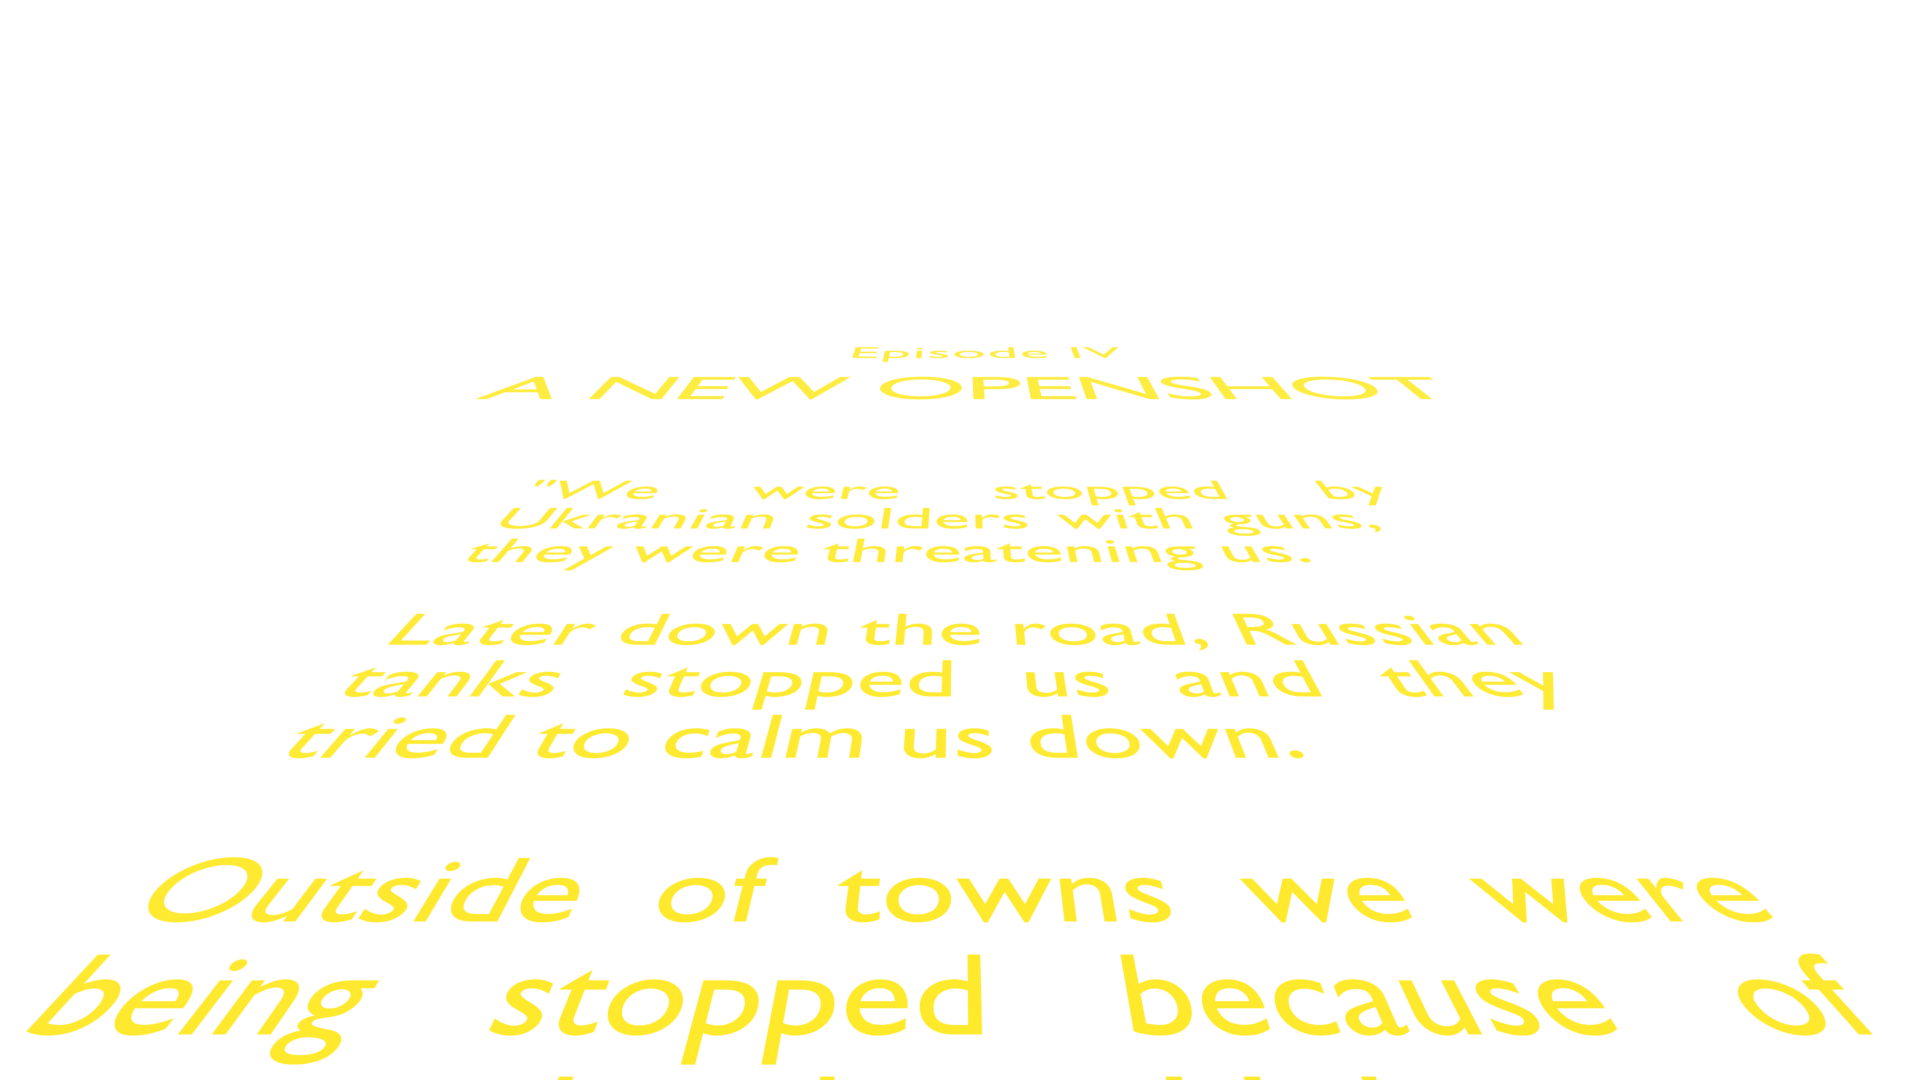 Episode IV
A NEW OPENSHOT
"We were stopped by
Ukranian solders with guns,
they were threatening us.
Later down the road, Russian
tanks stopped us and they
tried to calm us down.
Outside of towns we were
being stopped because of